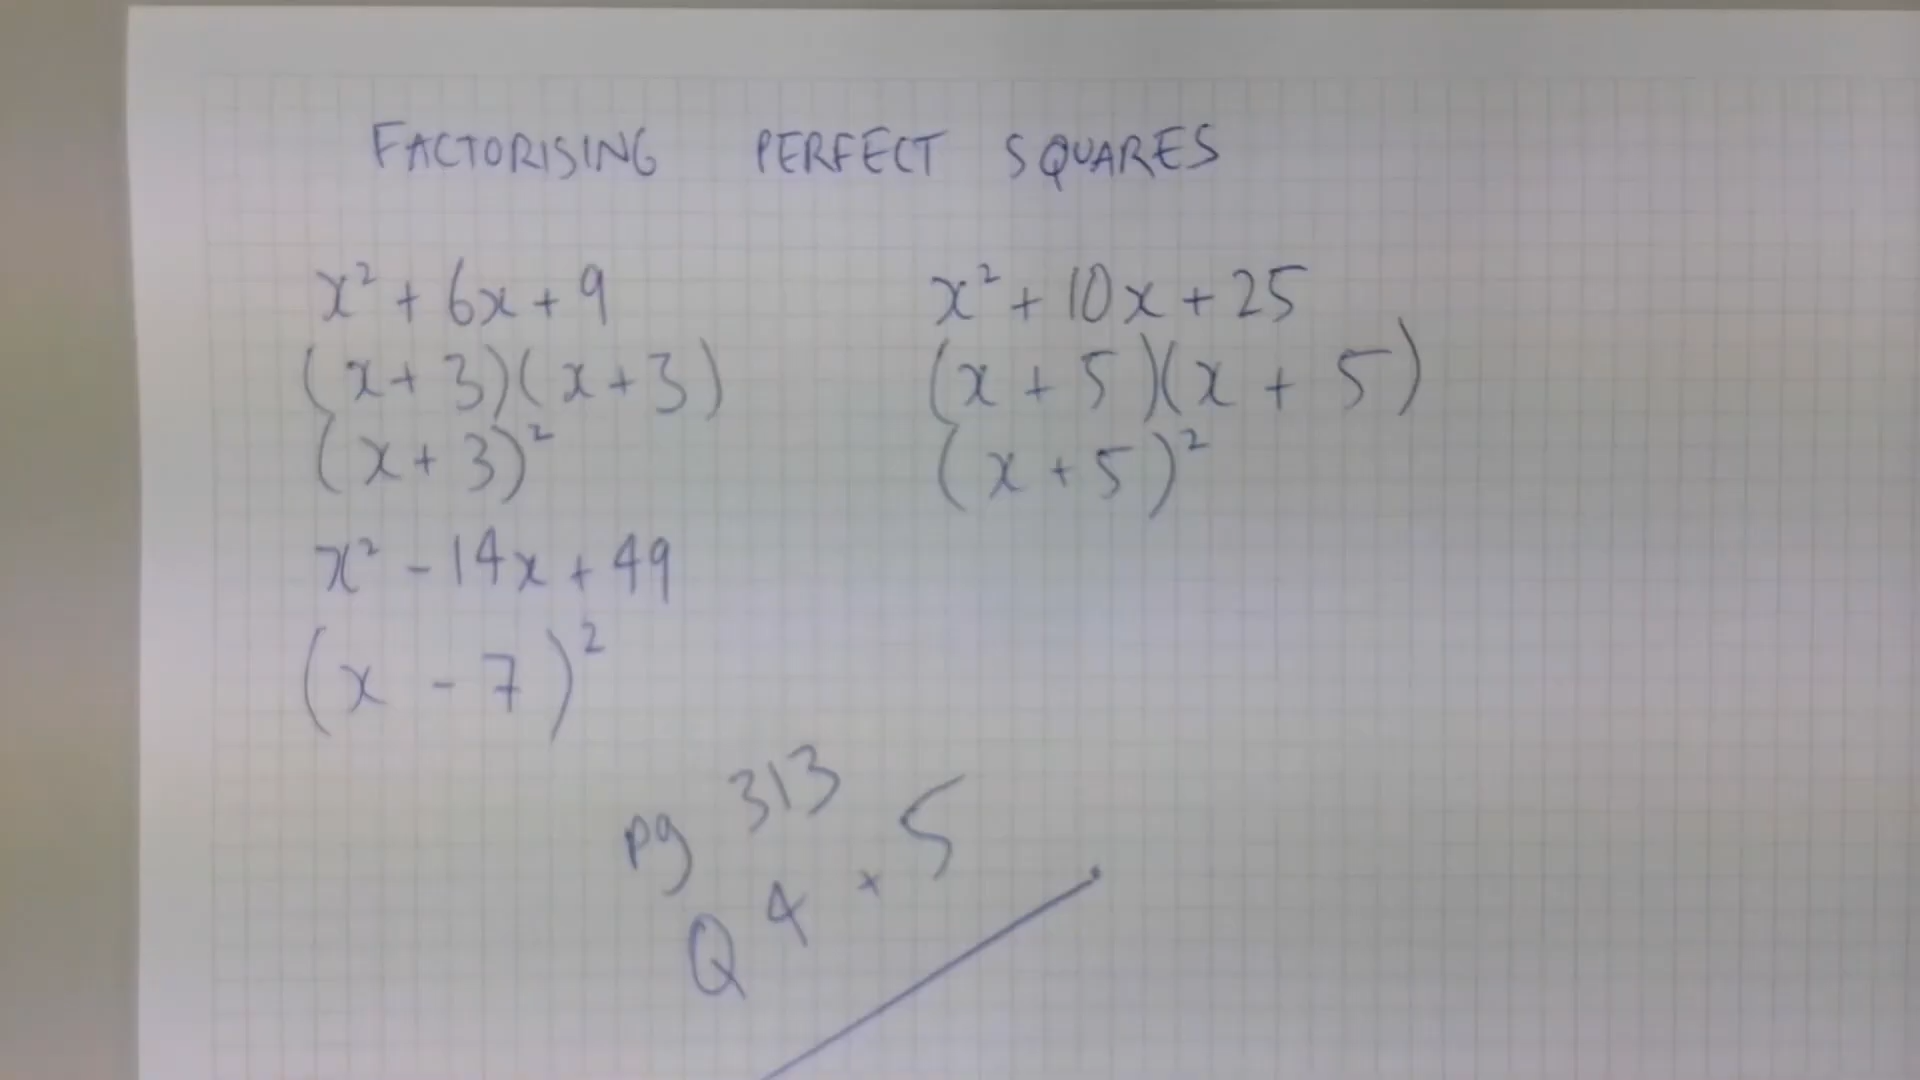 FACTORISING PERFECT SQUARES
x² + 6x + 9
(x + 3)(x + 3)
(x + 3)²
x² - 14x + 49
(x - 7)²
x² + 10x + 25
(x + 5)(x + 5)
(x + 5)²
pg 313
Q 4 + 5